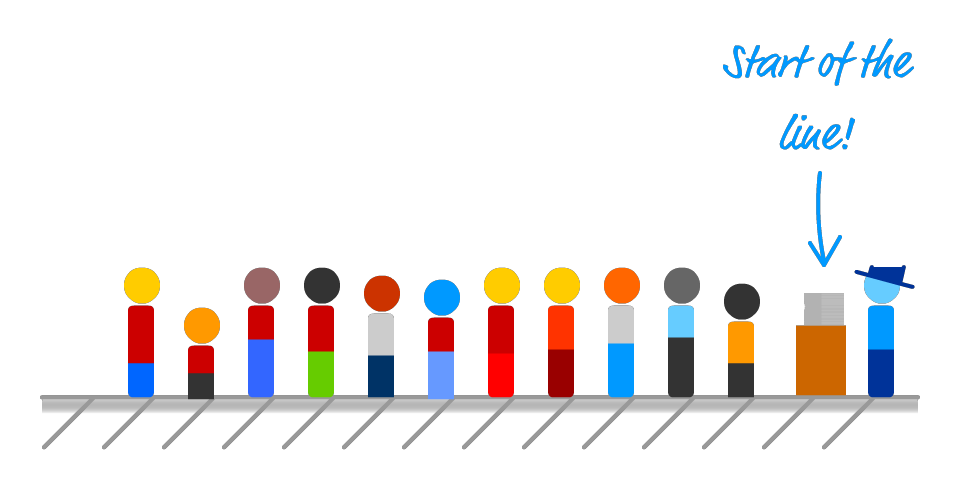 Start of the
line!